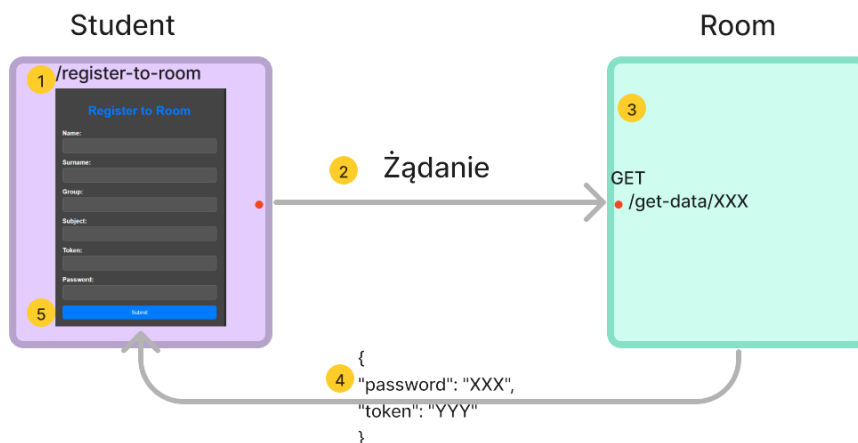 Student
Room
1
/register-to-room
Register to Room
Name:
Surname:
Group:
Subject:
Token:
Password:
Submit
5
2
Żądanie
3
GET
/get-data/XXX
4
{
"password": "XXX",
"token": "YYY"
}